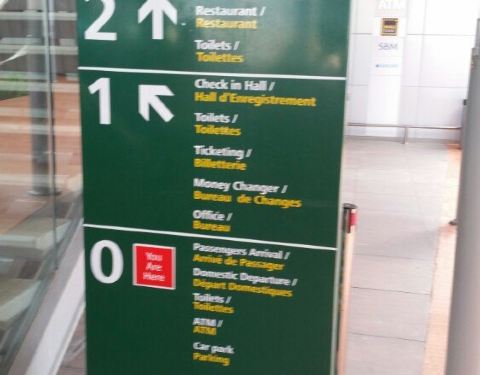 ATM
SBM
2
Restaurant /
Restaurant
Toilets /
Toilettes
1
Check in Hall /
Hall d'Enregistrement
Toilets /
Toilettes
Ticketing /
Billetterie
Money Changer /
Bureau de Changes
Office /
Bureau
0
You
Are
Here
Passengers Arrival /
Arrivé de Passager
Domestic Departure /
Départ Domestiques
Toilets /
Toilettes
ATM /
ATM
Car park
Parking